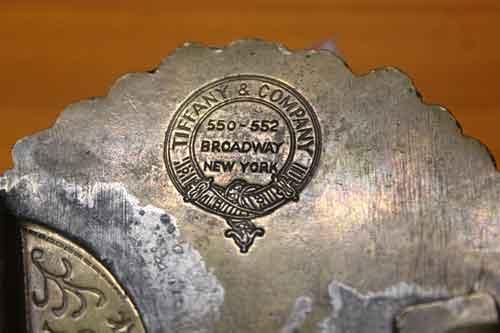 TIFFANY & COMPANY
550-552
BROADWAY
NEW YORK